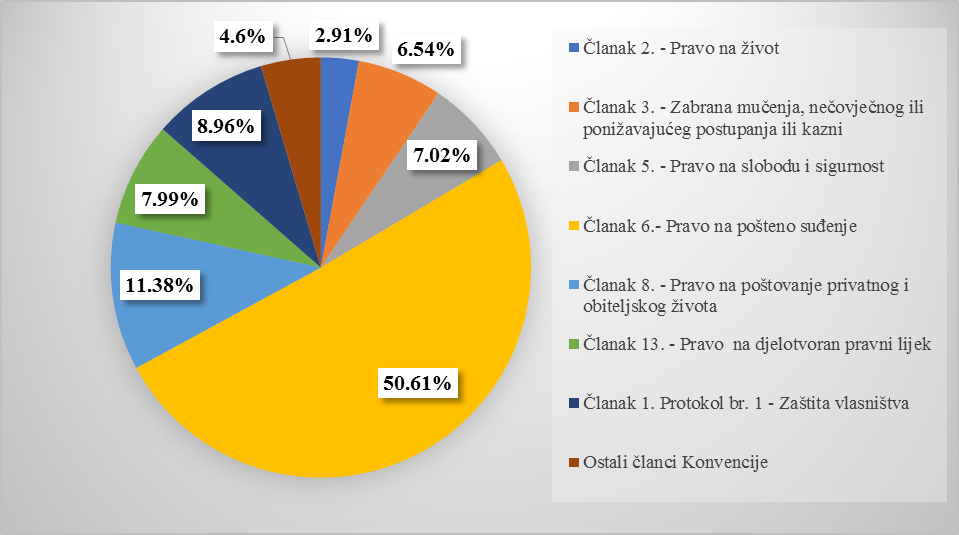 4.6%
2.91%
6.54%
7.02%
8.96%
7.99%
11.38%
50.61%
Članak 2. - Pravo na život
Članak 3. - Zabrana mučenja, nečovječnog ili
ponižavajućeg postupanja ili kazni
Članak 5. - Pravo na slobodu i sigurnost
Članak 6.- Pravo na pošteno suđenje
Članak 8. - Pravo na poštovanje privatnog i
obiteljskog života
Članak 13. - Pravo  na djelotvoran pravni lijek
Članak 1. Protokol br. 1 - Zaštita vlasništva
Ostali članci Konvencije